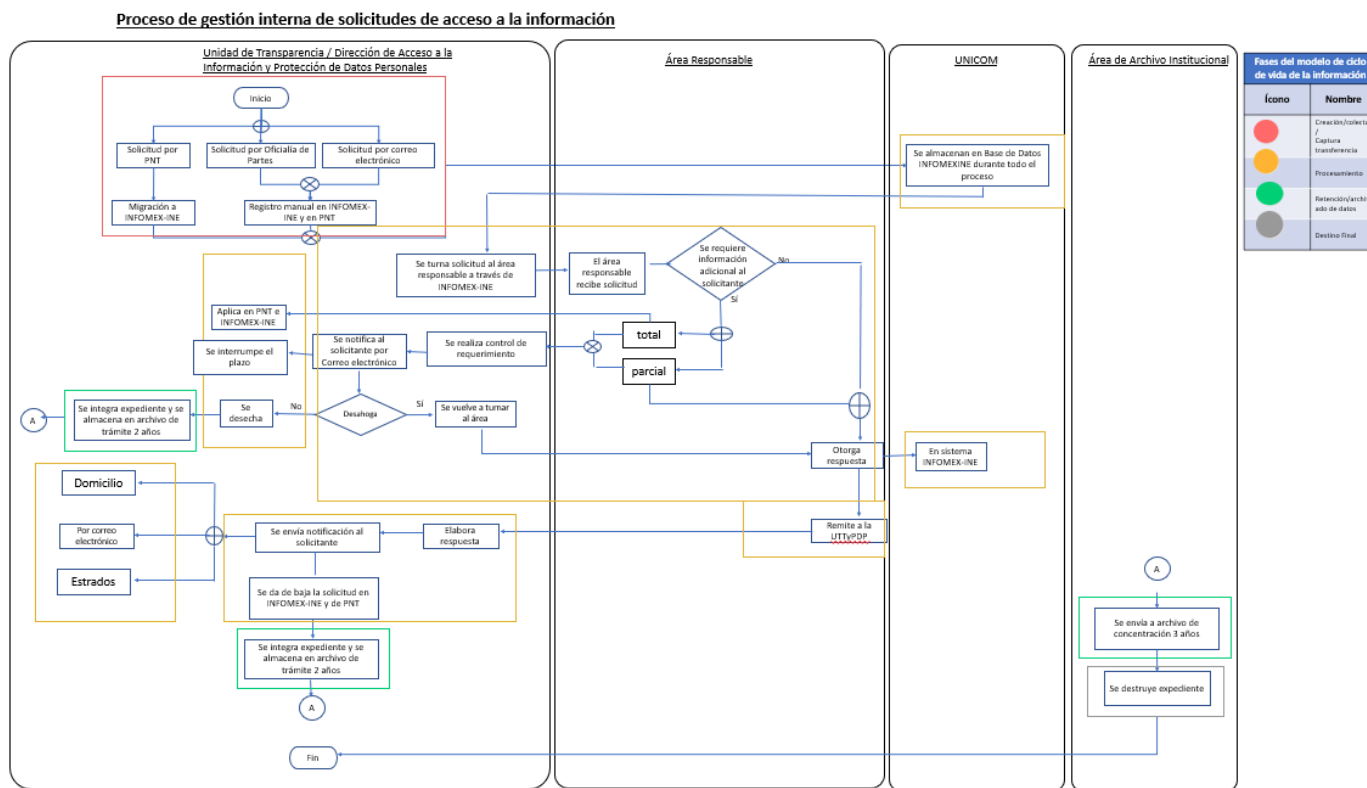 Proceso de gestión interna de solicitudes de acceso a la información
Unidad de Transparencia / Dirección de Acceso a la
Información y Protección de Datos Personales
Área Responsable
UNICOM
Área de Archivo Institucional
Fases del modelo de ciclo
de vida de la información
Ícono
Nombre
Creación/colecta
/
Captura
transferencia
Procesamiento
Retención/archiv
ado de datos
Destino Final
Inicio
Solicitud por
PNT
Solicitud por Oficialía de
Partes
Solicitud por correo
electrónico
Migración a
INFOMEX-INE
Registro manual en INFOMEX-
INE y en PNT
Se almacenan en Base de Datos
INFOMEXINE durante todo el
proceso
Se turna solicitud al área
responsable a través de
INFOMEX-INE
El área
responsable
recibe solicitud
Se requiere
información
adicional al
solicitante
No
Sí
Aplica en PNT e
INFOMEX-INE
total
parcial
Se interrumpe el
plazo
Se notifica al
solicitante por
Correo electrónico
Se realiza control de
requerimiento
A
Se integra expediente y se
almacena en archivo de
trámite 2 años
Se
desecha
No
Desahoga
Sí
Se vuelve a turnar
al área
Otorga
respuesta
En sistema
INFOMEX-INE
Domicilio
Por correo
electrónico
Estrados
Se envía notificación al
solicitante
Elabora
respuesta
Remite a la
UTTyPDP
Se da de baja la solicitud en
INFOMEX-INE y de PNT
Se integra expediente y se
almacena en archivo de
trámite 2 años
A
A
Se envía a archivo de
concentración 3 años
Se destruye expediente
Fin